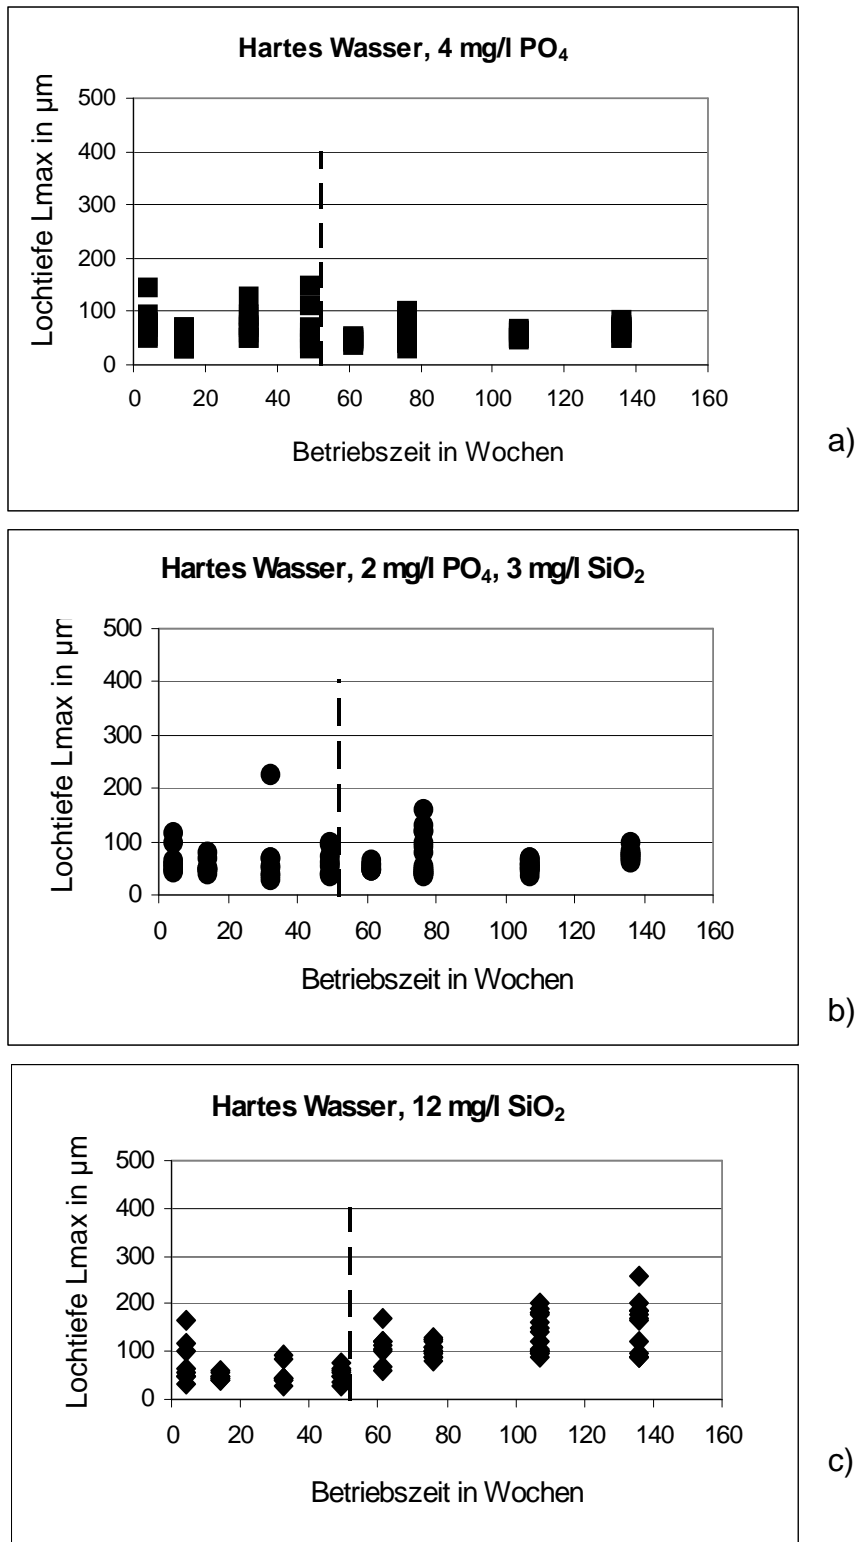 Hartes Wasser, 4 mg/l PO₄
Lochtiefe Lmax in µm
500
400
300
200
100
0
0 20 40 60 80 100 120 140 160
Betriebszeit in Wochen
a)
Hartes Wasser, 2 mg/l PO₄, 3 mg/l SiO₂
Lochtiefe Lmax in µm
500
400
300
200
100
0
0 20 40 60 80 100 120 140 160
Betriebszeit in Wochen
b)
Hartes Wasser, 12 mg/l SiO₂
Lochtiefe Lmax in µm
500
400
300
200
100
0
0 20 40 60 80 100 120 140 160
Betriebszeit in Wochen
c)